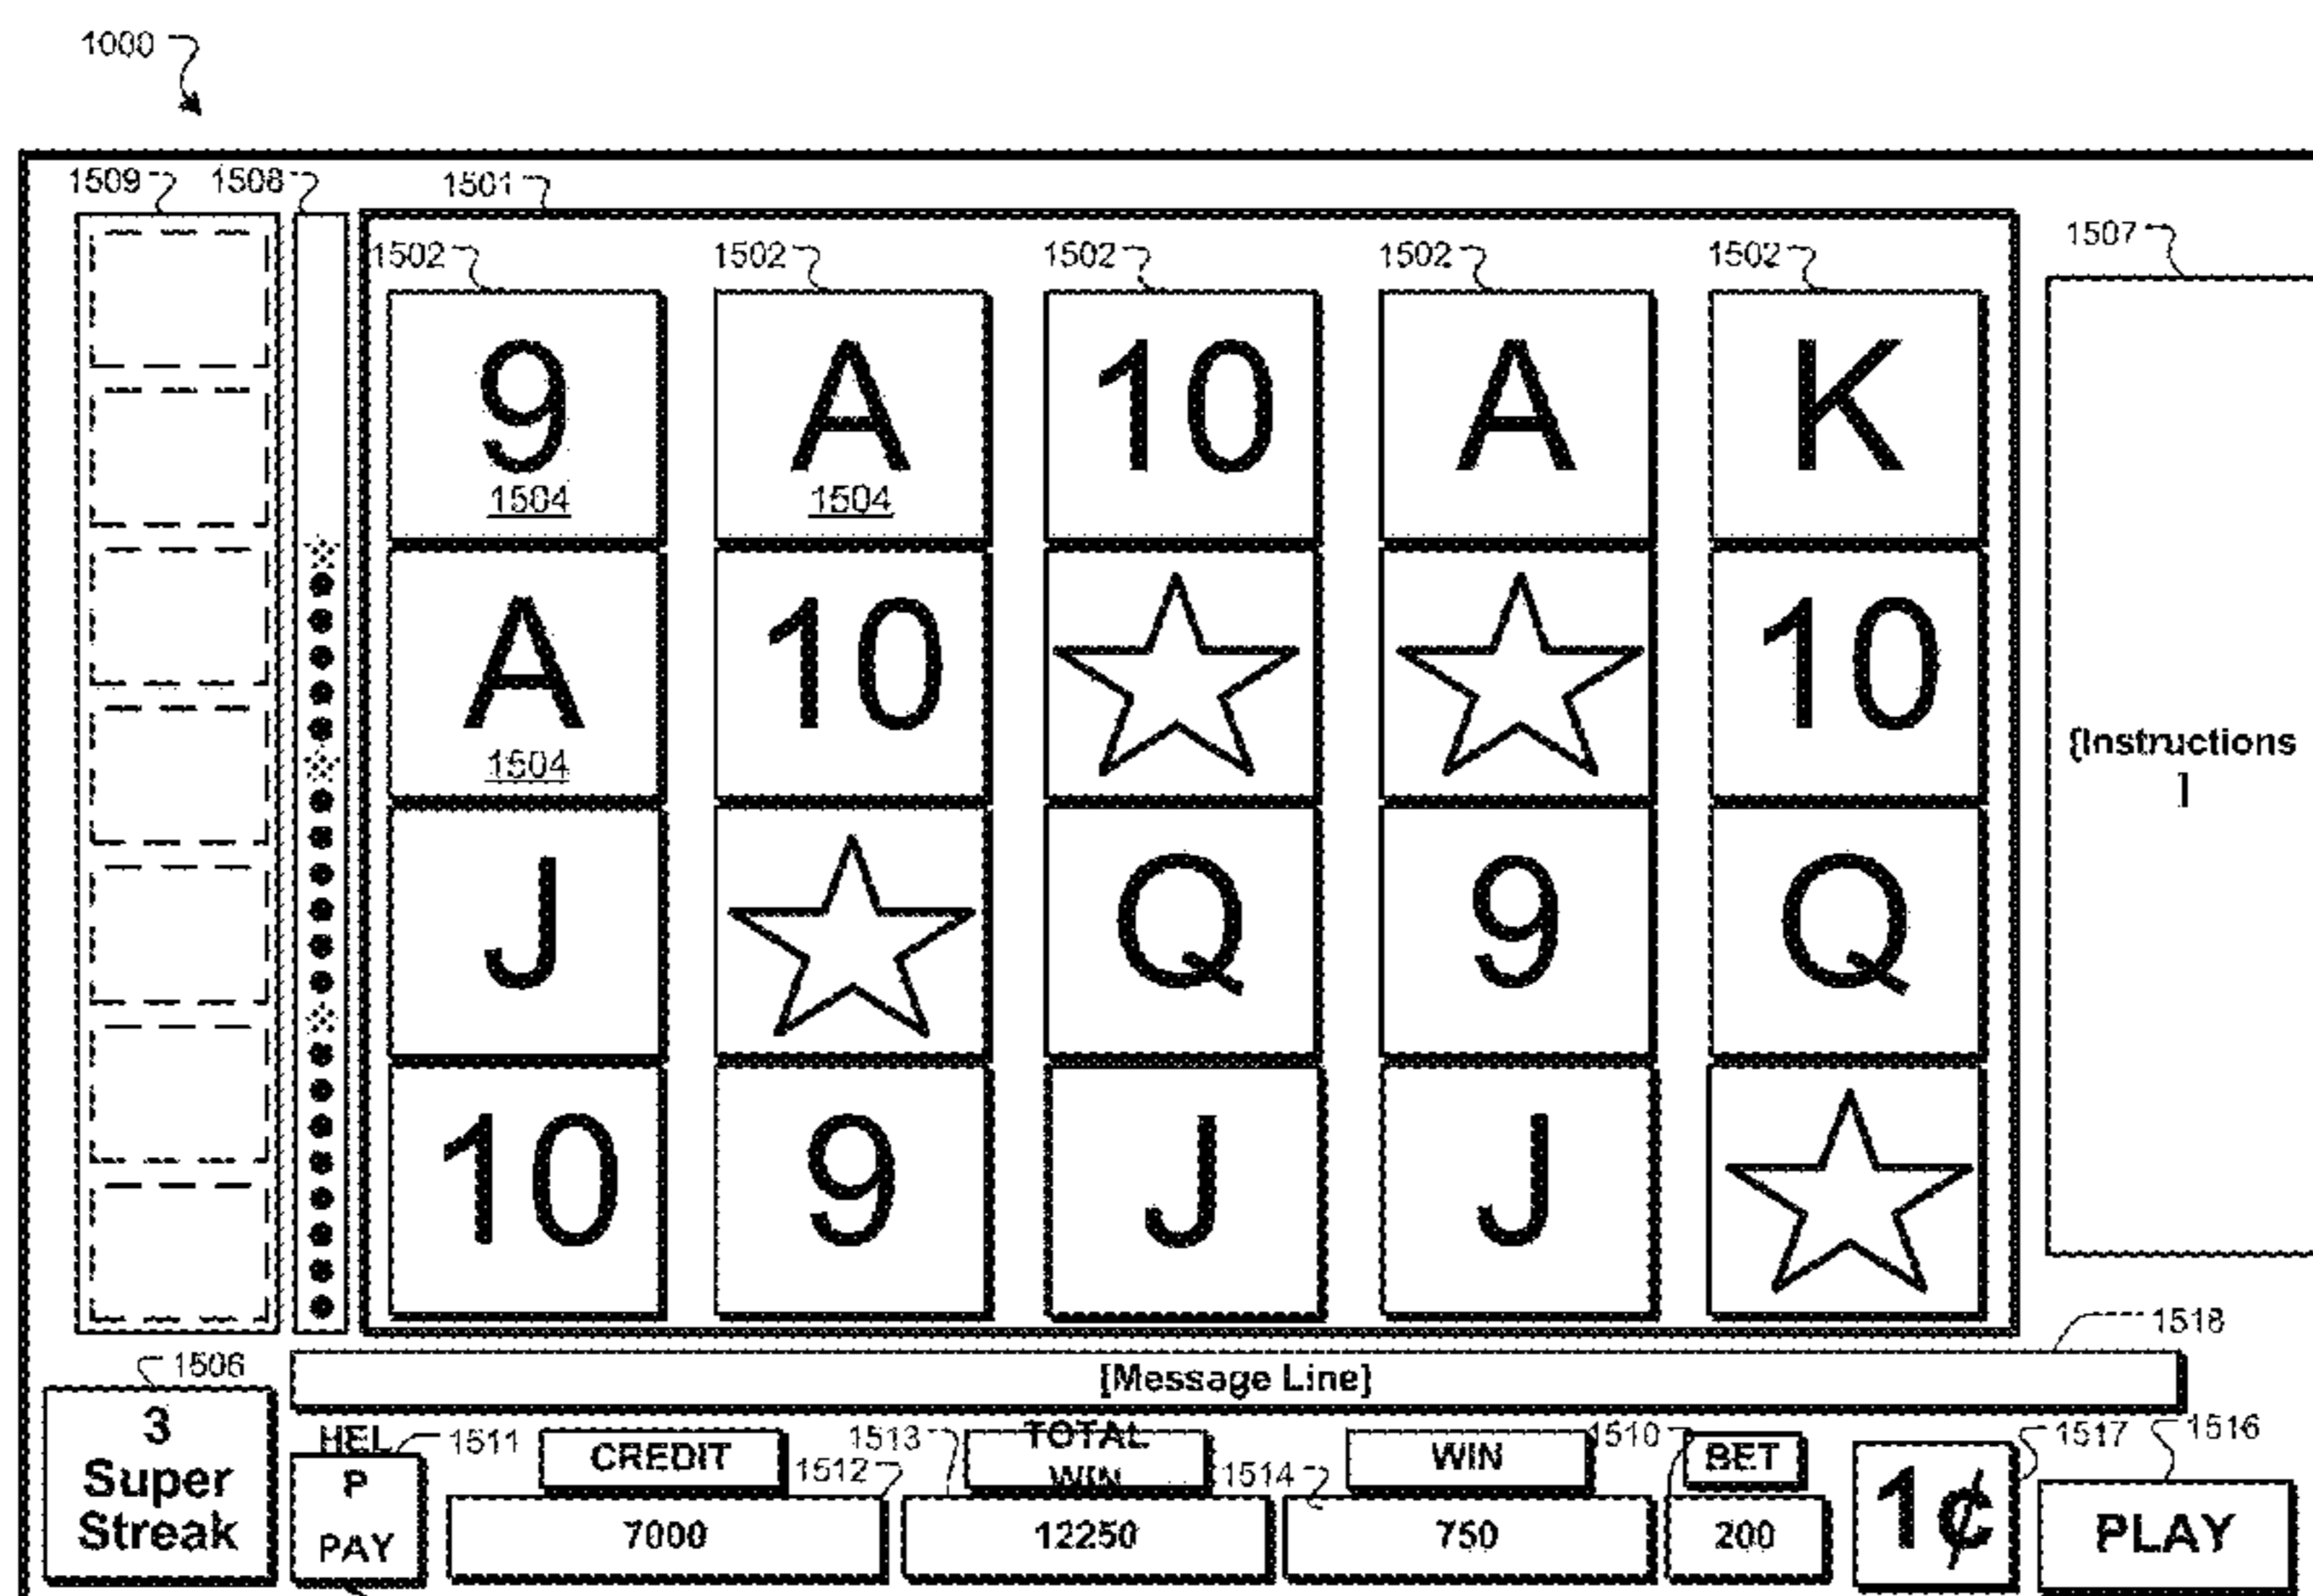 1000
1509 1508 1501
1507
1502 1502 1502 1502 1502
9 A 10 A K
1504 1504
A 10 10
1504
[Instructions
]
J Q 9 Q
10 9 J J
1518
1506
[Message Line]
3
Super
Streak
HEL
P
PAY
1511
CREDIT
1512
7000
1513
TOTAL
WIN
12250
1514
WIN
750
1510
BET
200
1¢
1517
1516
PLAY